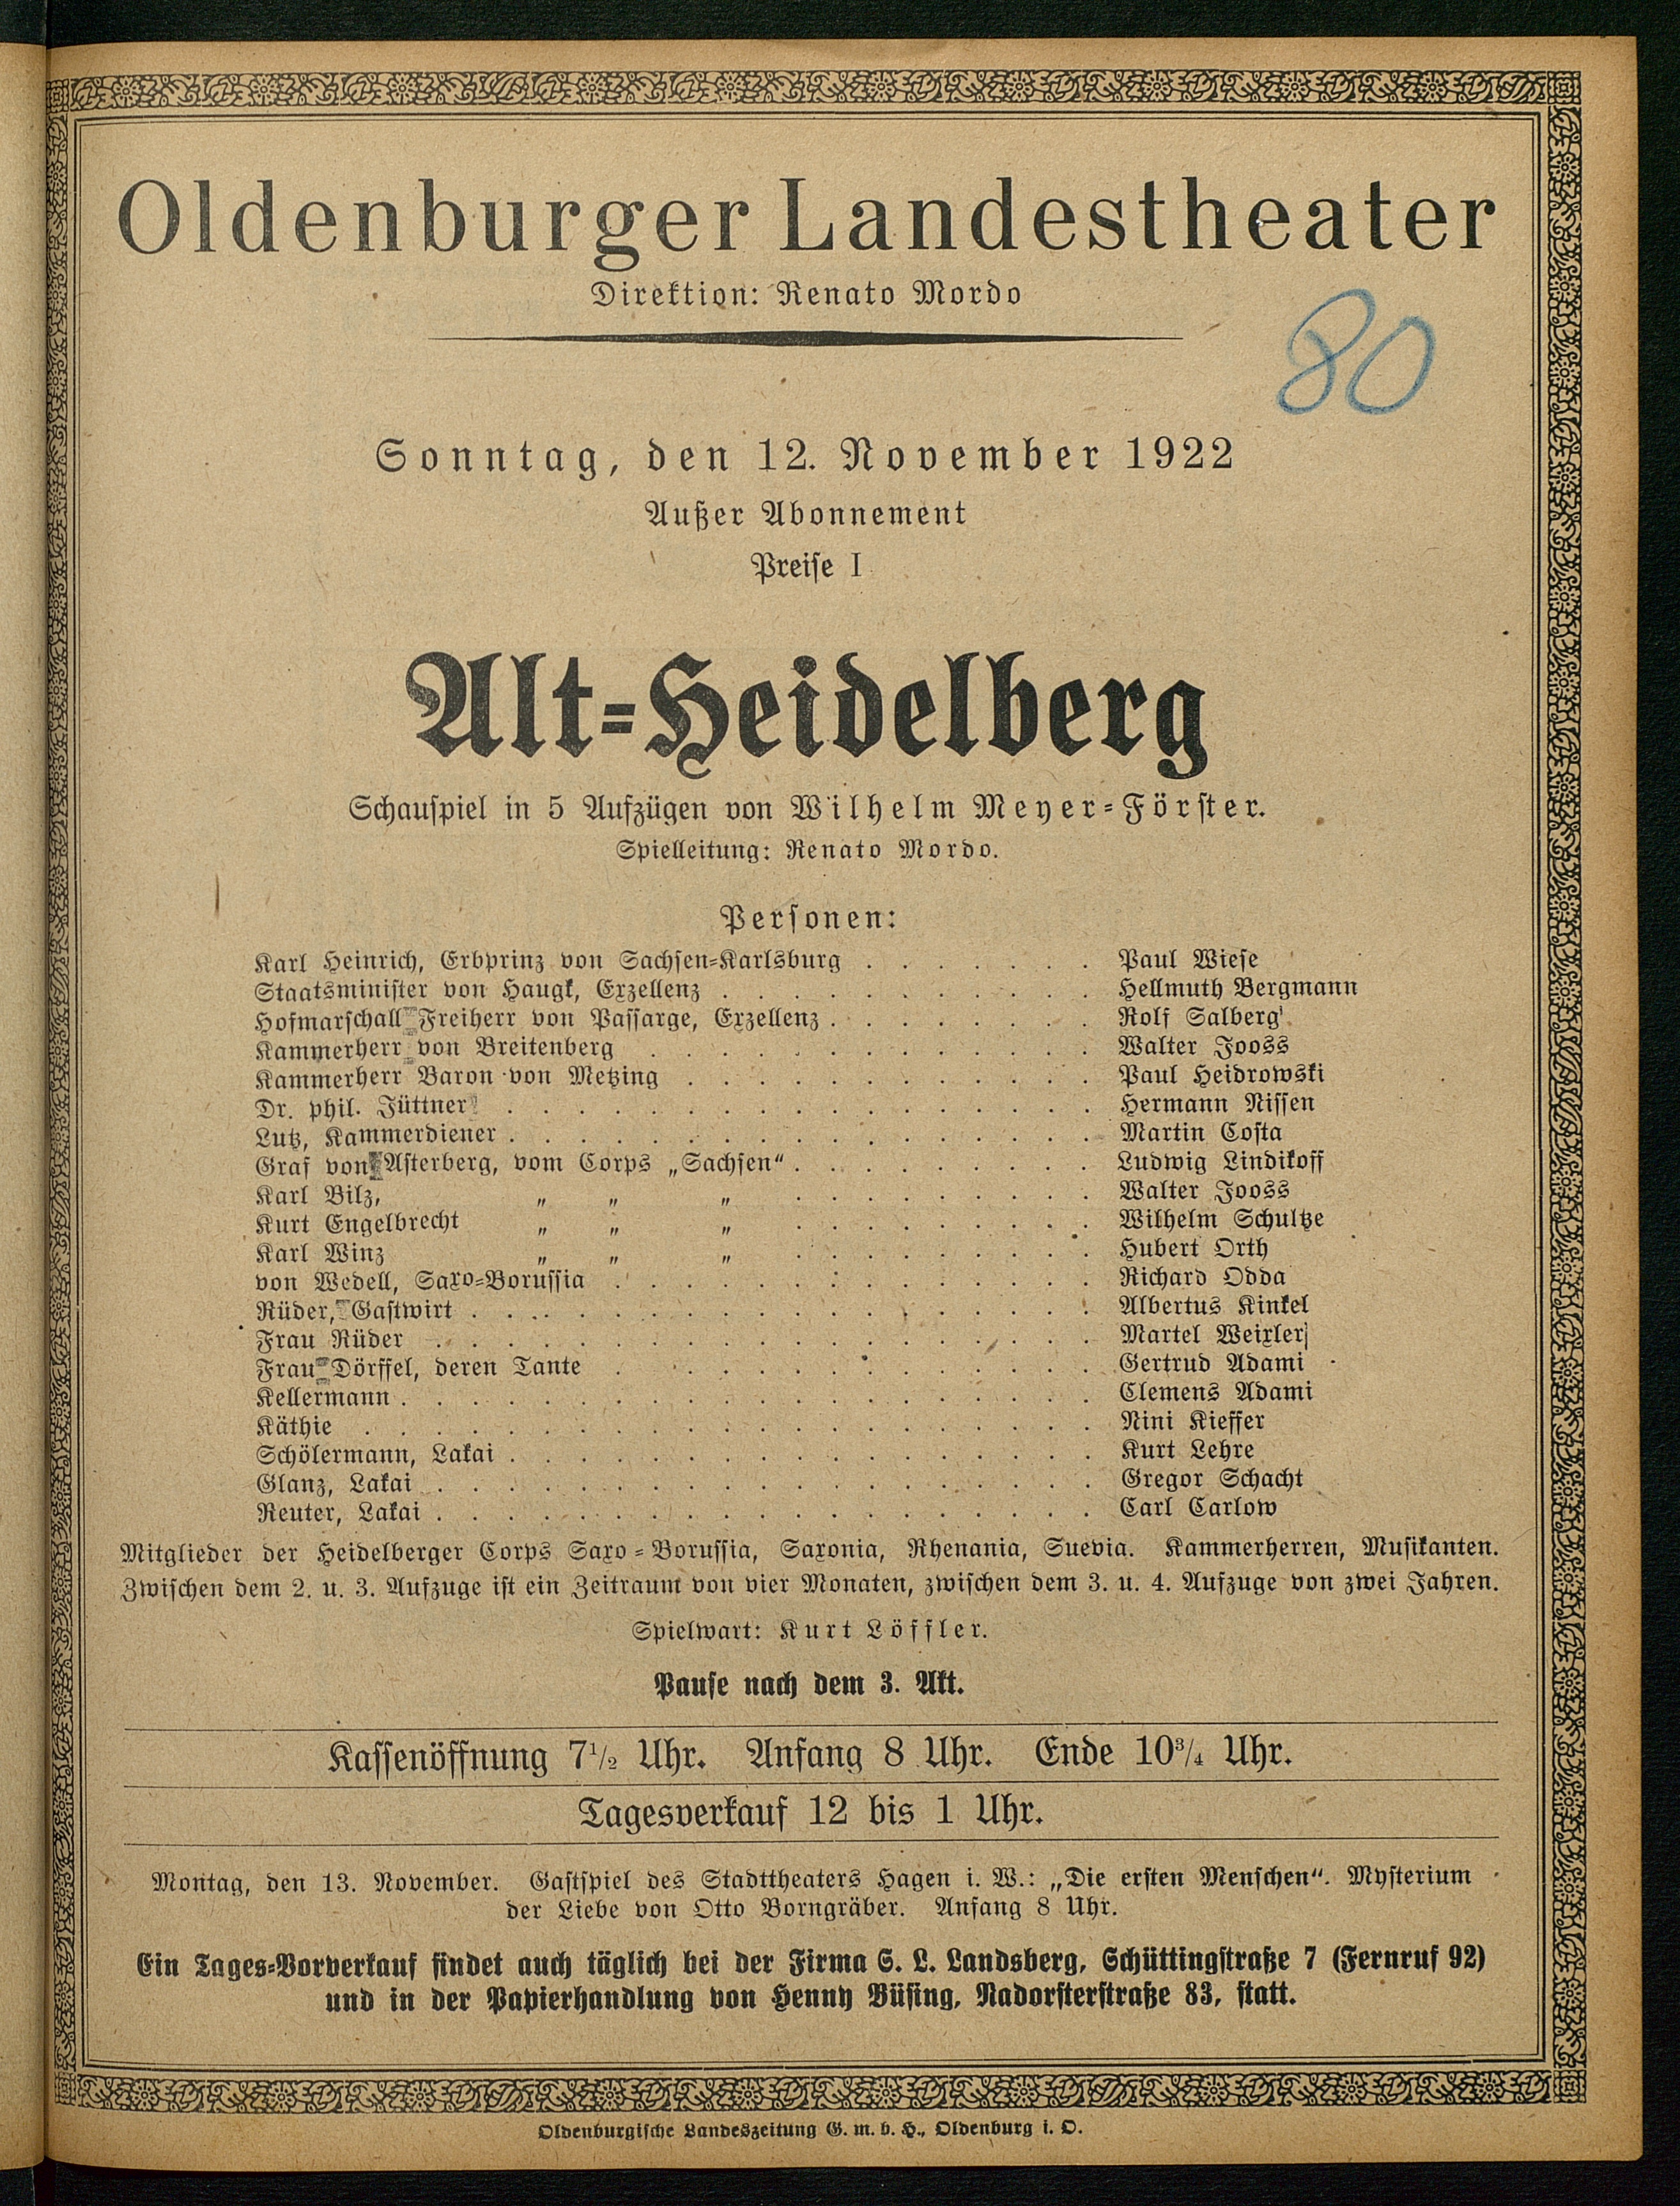 Oldenburger Landestheater
Direktion: Renato Mordo
80
Sonntag, den 12. November 1922
Außer Abonnement
Preise I
Alt-Heidelberg
Schauspiel in 5 Aufzügen von Wilhelm Meyer-Förster.
Spielleitung: Renato Mordo.
Personen:
Karl Heinrich, Erbprinz von Sachsen-Karlsburg . . . . . . . Paul Wiese
Staatsminister von Haugk, Exzellenz . . . . . . . . . . . Hellmuth Bergmann
Hofmarschall Freiherr von Passarge, Exzellenz . . . . . . . . Rolf Salberg
Kammerherr von Breitenberg . . . . . . . . . . . . . Walter Jooss
Kammerherr Baron von Metzing . . . . . . . . . . . . Paul Heidrowski
Dr. phil. Jüttner . . . . . . . . . . . . . . . . . Hermann Nissen
Lutz, Kammerdiener . . . . . . . . . . . . . . . . . Martin Costa
Graf von Asterberg, vom Corps „Sachsen“ . . . . . . . . . Ludwig Lindikoff
Karl Bilz, „ „ „ . . . . . . . . . Walter Jooss
Kurt Engelbrecht „ „ „ . . . . . . . . . Wilhelm Schultze
Karl Winz „ „ „ . . . . . . . . . Hubert Orth
von Wedell, Saxo-Borussia . . . . . . . . . . . . . . Richard Odda
Rüder, Gastwirt . . . . . . . . . . . . . . . . . . Albertus Kinkel
Frau Rüder . . . . . . . . . . . . . . . . . . . Martel Weixler
Frau Dörffel, deren Tante . . . . . . . . . . . . . Gertrud Adami
Kellermann . . . . . . . . . . . . . . . . . . . . Clemens Adami
Käthie . . . . . . . . . . . . . . . . . . . . . Nini Kieffer
Schölermann, Lakai . . . . . . . . . . . . . . . . . Kurt Lehre
Glanz, Lakai . . . . . . . . . . . . . . . . . . . Gregor Schacht
Reuter, Lakai . . . . . . . . . . . . . . . . . . . Carl Carlow
Mitglieder der Heidelberger Corps Saxo-Borussia, Saxonia, Rhenania, Suevia. Kammerherren, Musikanten.
Zwischen dem 2. u. 3. Aufzuge ist ein Zeitraum von vier Monaten, zwischen dem 3. u. 4. Aufzuge von zwei Jahren.
Spielwart: Kurt Löffler.
Pause nach dem 3. Akt.
Kassenöffnung 7½ Uhr. Anfang 8 Uhr. Ende 10¾ Uhr.
Tagesverkauf 12 bis 1 Uhr.
Montag, den 13. November. Gastspiel des Stadttheaters Hagen i. W.: „Die ersten Menschen“. Mysterium
der Liebe von Otto Borngräber. Anfang 8 Uhr.
Ein Tages-Vorverkauf findet auch täglich bei der Firma S. L. Landsberg, Schüttingstraße 7 (Fernruf 92)
und in der Papierhandlung von Henny Büsing, Nadorsterstraße 83, statt.
Oldenburgische Landeszeitung G. m. b. H., Oldenburg i. O.